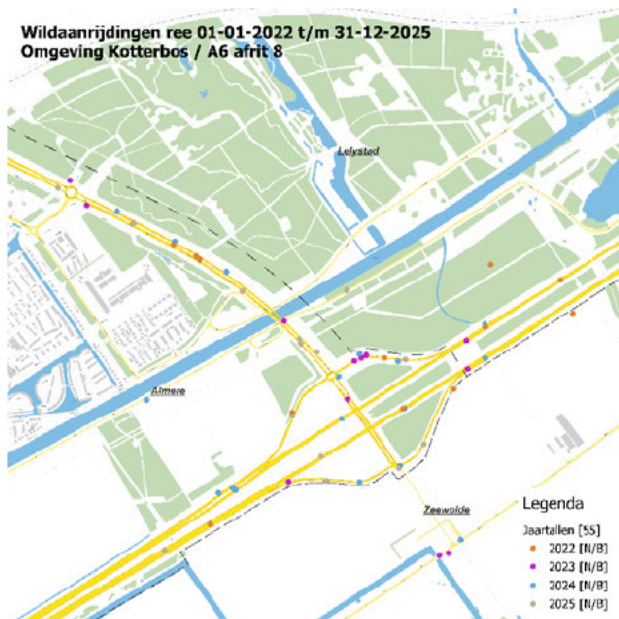 Wildaanrijdingen ree 01-01-2022 t/m 31-12-2025
Omgeving Kotterbos / A6 afrit 8
Lelystad
Almere
Zeewolde
Legenda
Jaartallen [55]
2022 [N/B]
2023 [N/B]
2024 [N/B]
2025 [N/B]